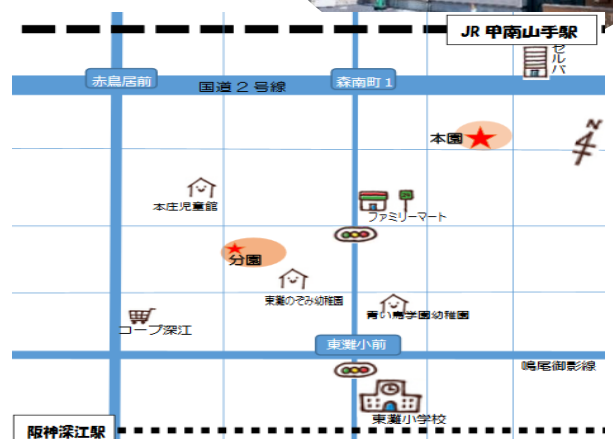 JR 甲南山手駅
セルバ
赤鳥居前
国道2号線
森南町1
本園
N
本庄児童館
ファミリーマート
分園
東灘のぞみ幼稚園
青い鳥学園幼稚園
コープ深江
東灘小前
鳴尾御影線
東灘小学校
阪神深江駅